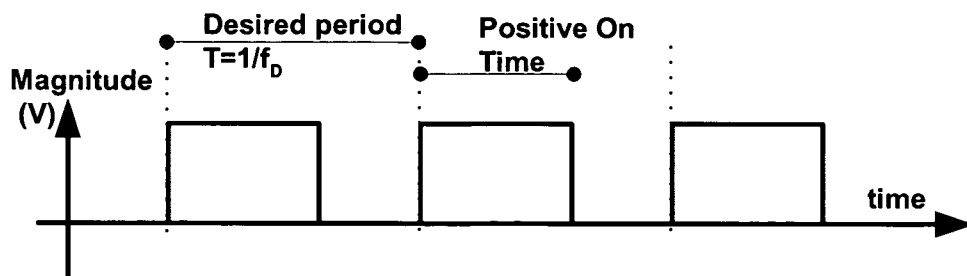 Desired period
T=1/f_D
Positive On
Time
Magnitude
(V)
time